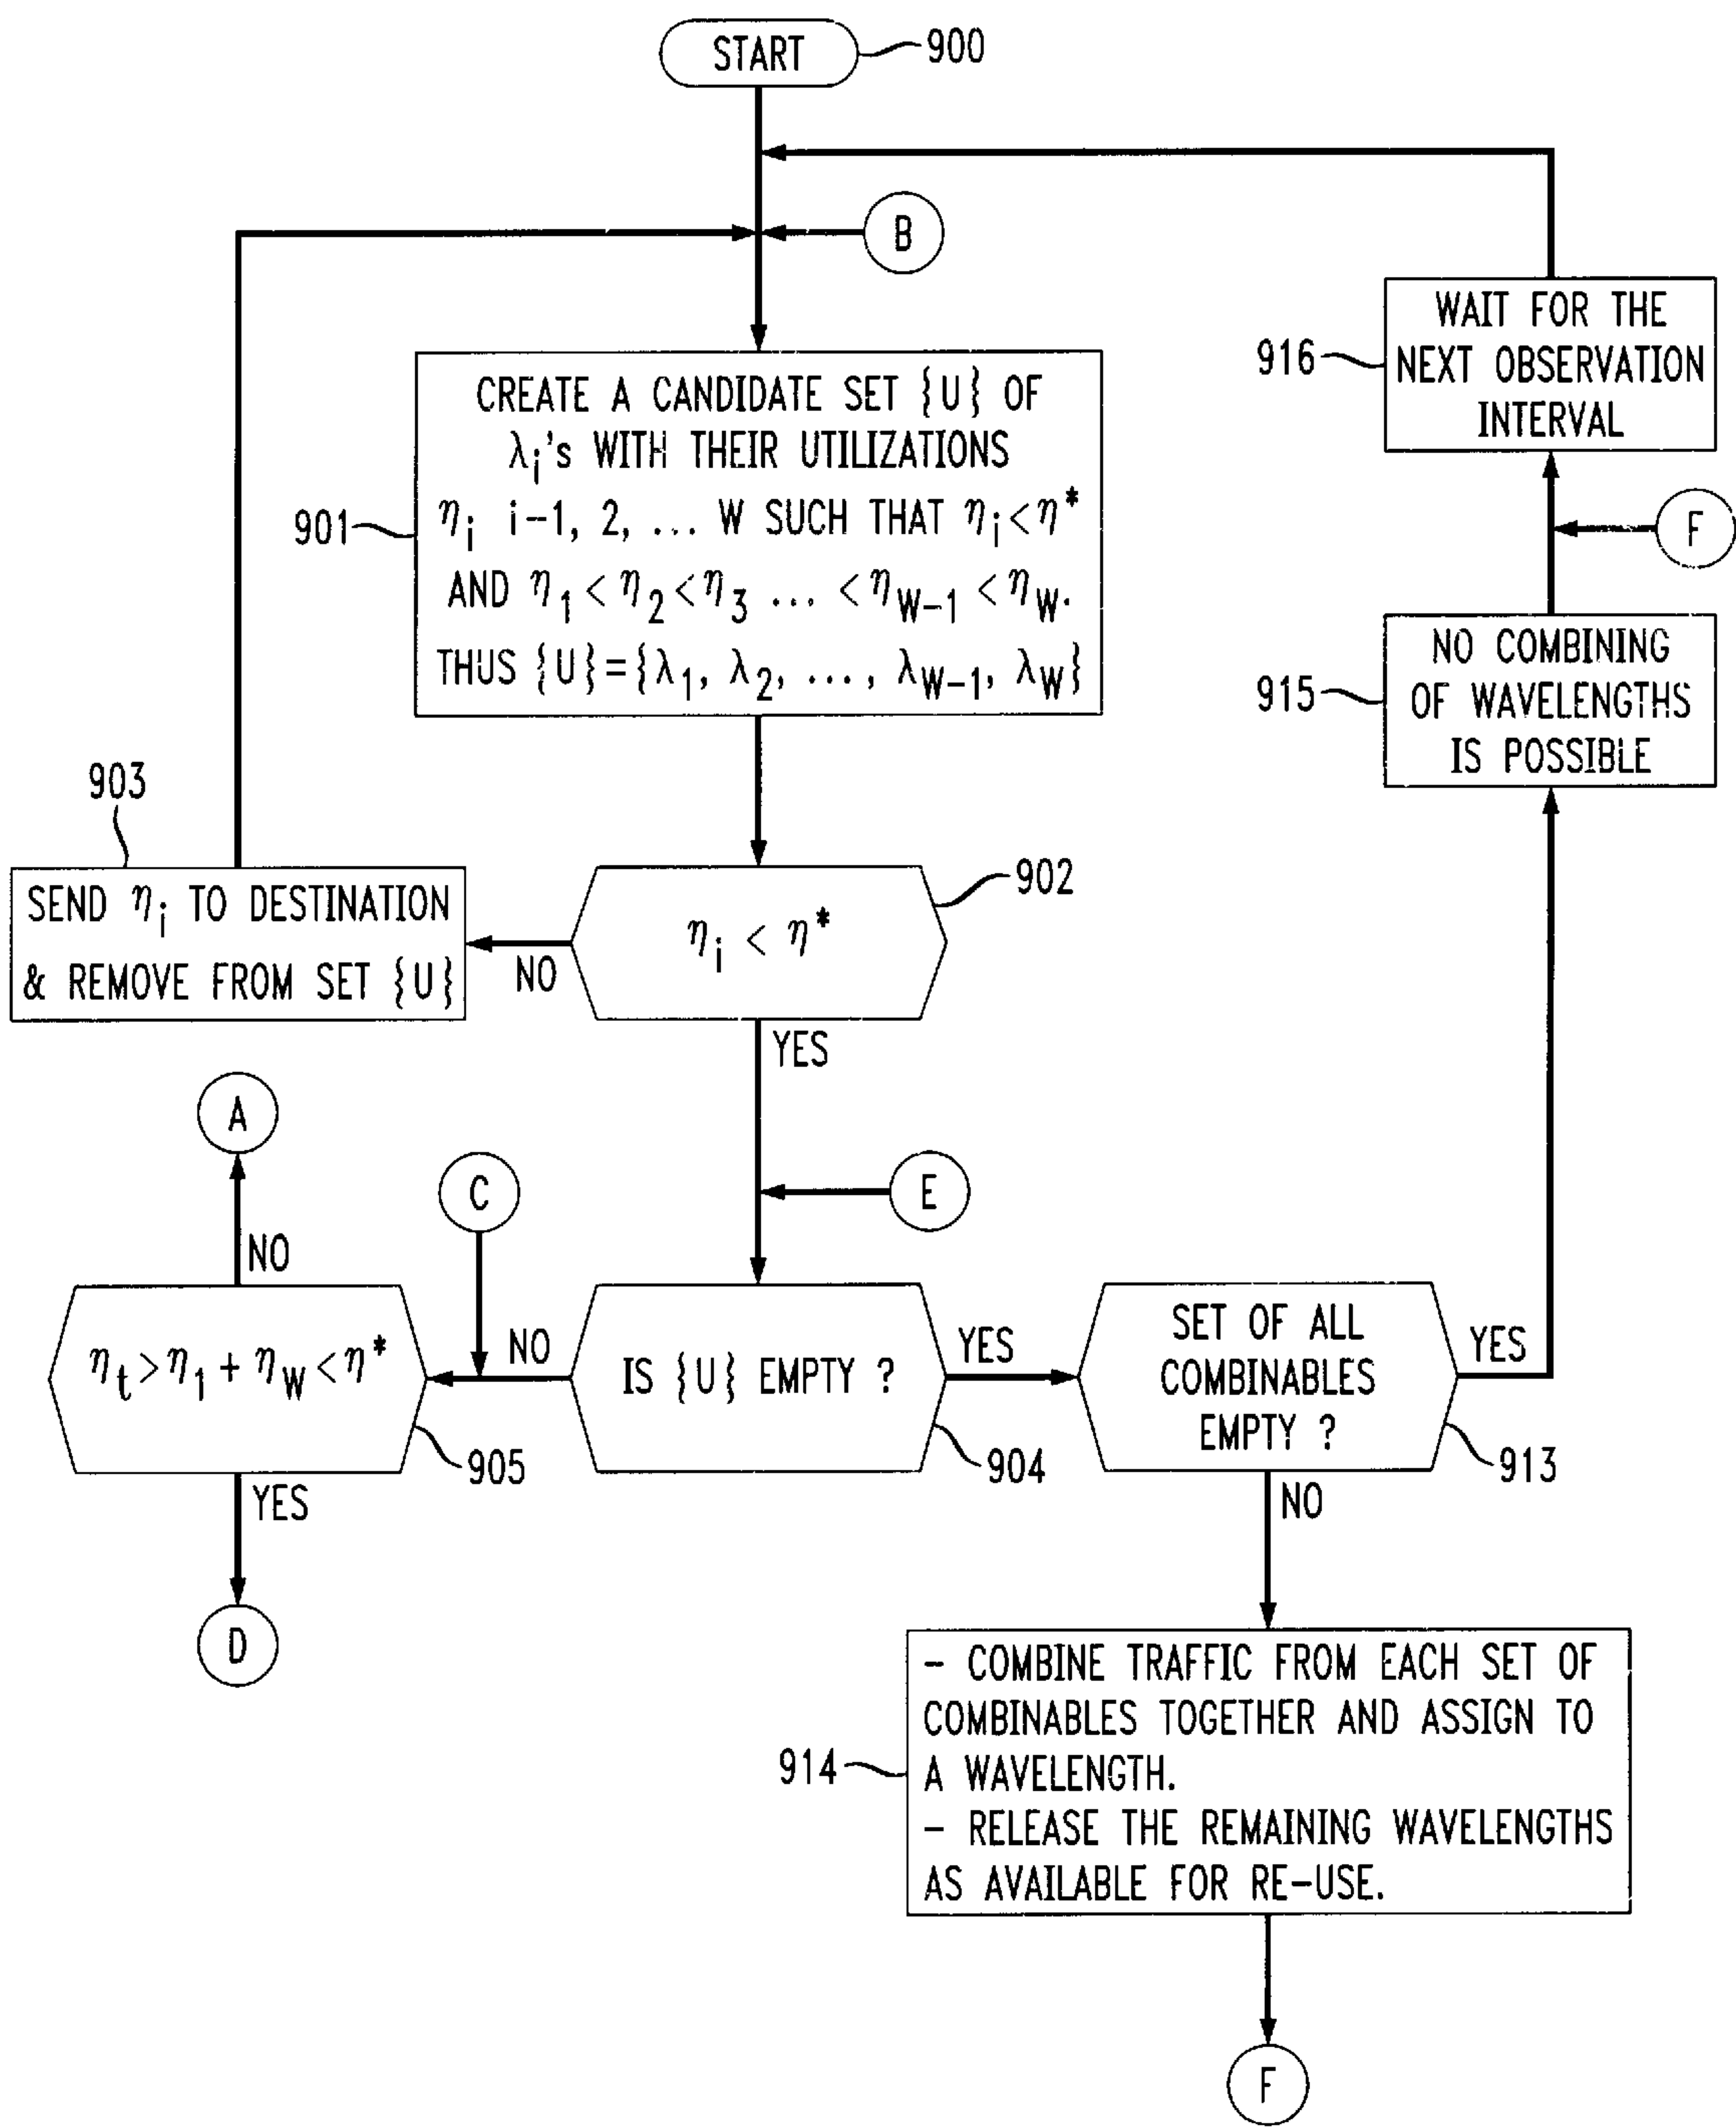 START
900
B
CREATE A CANDIDATE SET {U} OF
λi's WITH THEIR UTILIZATIONS
ηi i-1, 2, ... W SUCH THAT ηi<η*
AND η1<η2<η3 ... <ηW-1<ηW.
THUS {U}={λ1, λ2, ..., λW-1, λW}
901
WAIT FOR THE
NEXT OBSERVATION
INTERVAL
916
F
NO COMBINING
OF WAVELENGTHS
IS POSSIBLE
915
903
SEND ηi TO DESTINATION
& REMOVE FROM SET {U}
NO
ηi < η*
902
YES
A
C
E
NO
ηt>η1+ηW<η*
905
YES
D
NO
IS {U} EMPTY ?
904
YES
SET OF ALL
COMBINABLES
EMPTY ?
913
YES
NO
- COMBINE TRAFFIC FROM EACH SET OF
COMBINABLES TOGETHER AND ASSIGN TO
A WAVELENGTH.
- RELEASE THE REMAINING WAVELENGTHS
AS AVAILABLE FOR RE-USE.
914
F